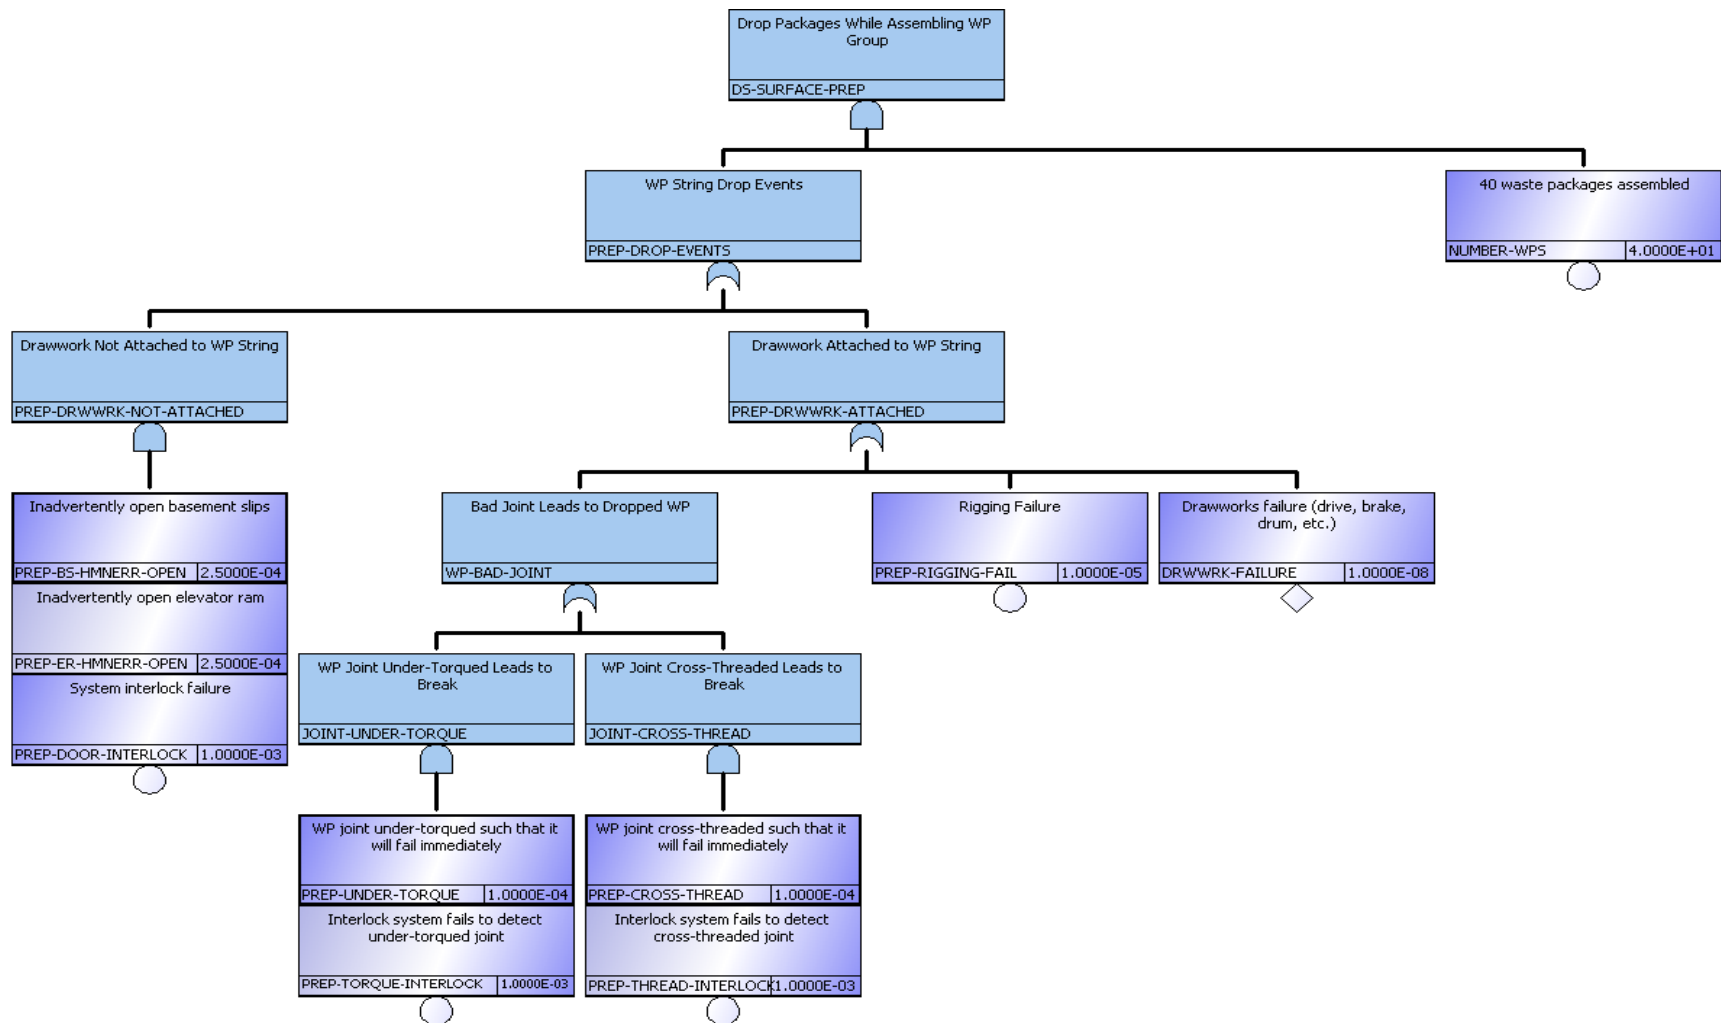 Drop Packages While Assembling WP
Group
DS-SURFACE-PREP
WP String Drop Events
PREP-DROP-EVENTS
40 waste packages assembled
NUMBER-WPS 4.0000E+01
Drawwork Not Attached to WP String
PREP-DRWWRK-NOT-ATTACHED
Drawwork Attached to WP String
PREP-DRWWRK-ATTACHED
Inadvertently open basement slips
PREP-BS-HMNERR-OPEN 2.5000E-04
Inadvertently open elevator ram
PREP-ER-HMNERR-OPEN 2.5000E-04
System interlock failure
PREP-DOOR-INTERLOCK 1.0000E-03
Bad Joint Leads to Dropped WP
WP-BAD-JOINT
Rigging Failure
PREP-RIGGING-FAIL 1.0000E-05
Drawworks failure (drive, brake,
drum, etc.)
DRWWRK-FAILURE 1.0000E-08
WP Joint Under-Torqued Leads to
Break
JOINT-UNDER-TORQUE
WP Joint Cross-Threaded Leads to
Break
JOINT-CROSS-THREAD
WP joint under-torqued such that it
will fail immediately
PREP-UNDER-TORQUE 1.0000E-04
Interlock system fails to detect
under-torqued joint
PREP-TORQUE-INTERLOCK 1.0000E-03
WP joint cross-threaded such that it
will fail immediately
PREP-CROSS-THREAD 1.0000E-04
Interlock system fails to detect
cross-threaded joint
PREP-THREAD-INTERLOCK 1.0000E-03